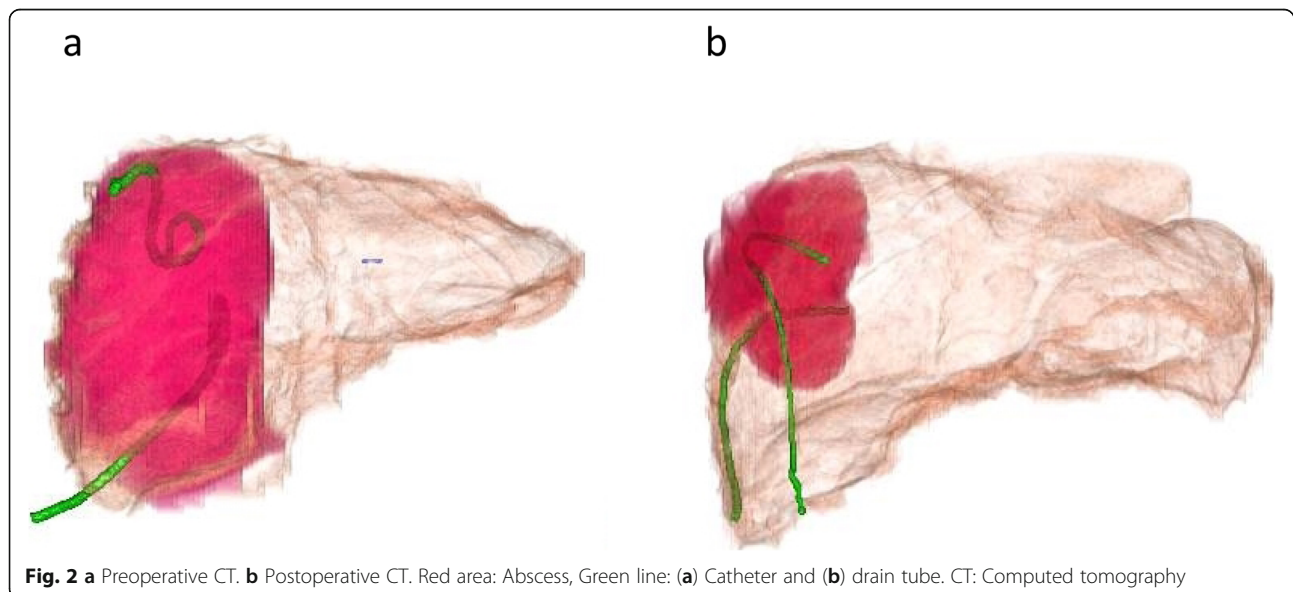 a
b
Fig. 2 a Preoperative CT. b Postoperative CT. Red area: Abscess, Green line: (a) Catheter and (b) drain tube. CT: Computed tomography